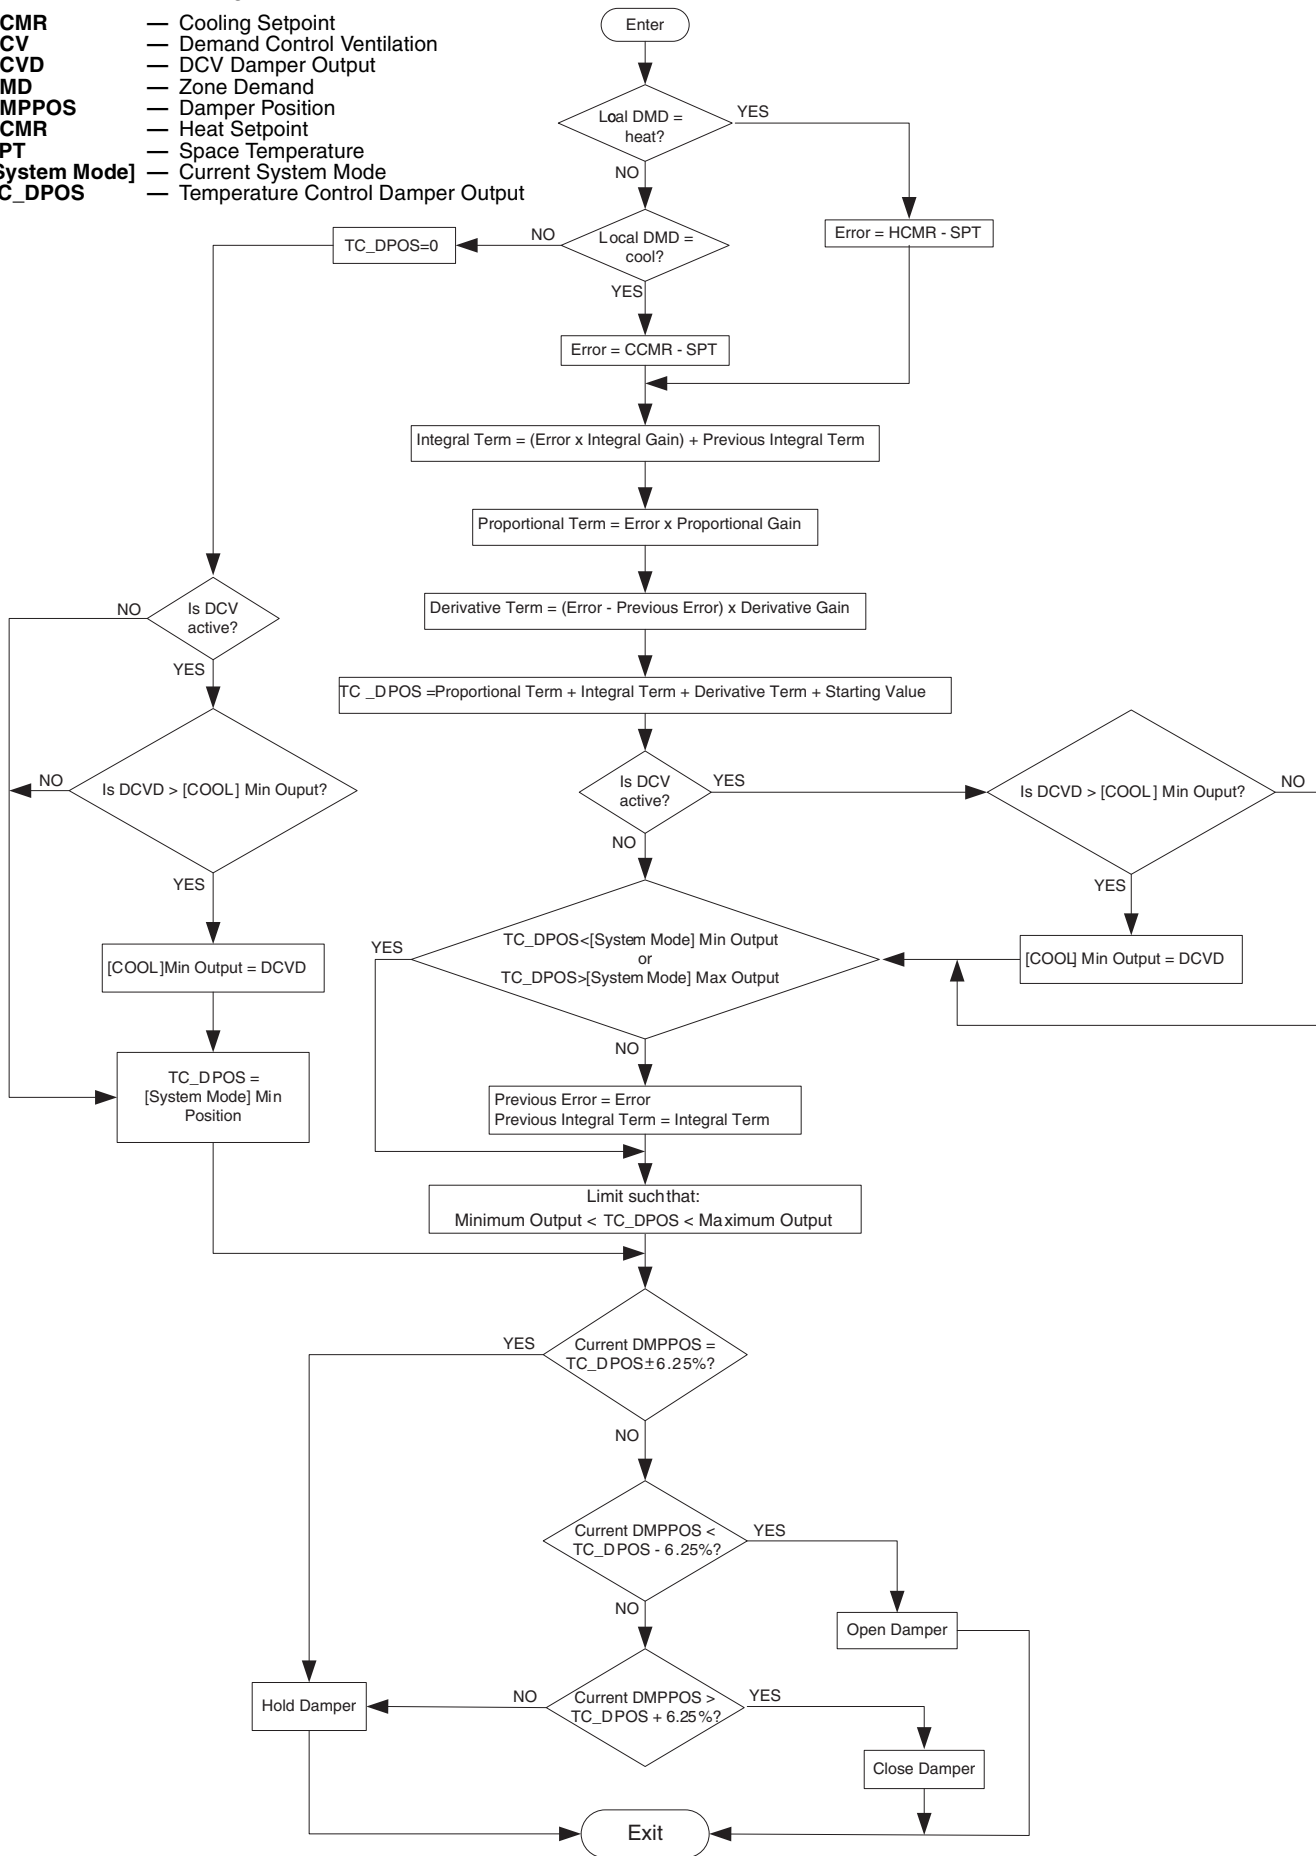 CMR — Cooling Setpoint
CV — Demand Control Ventilation
CVD — DCV Damper Output
MD — Zone Demand
MPPOS — Damper Position
CMR — Heat Setpoint
PT — Space Temperature
System Mode] — Current System Mode
C_DPOS — Temperature Control Damper Output
Enter
Loal DMD =
heat?
YES
NO
Error = HCMR - SPT
Local DMD =
cool?
NO
TC_DPOS=0
YES
Error = CCMR - SPT
Integral Term = (Error x Integral Gain) + Previous Integral Term
Proportional Term = Error x Proportional Gain
Derivative Term = (Error - Previous Error) x Derivative Gain
TC _DPOS =Proportional Term + Integral Term + Derivative Term + Starting Value
Is DCV
active?
NO
YES
Is DCVD > [COOL] Min Ouput?
NO
YES
[COOL]Min Output = DCVD
TC_DPOS =
[System Mode] Min
Position
Is DCV
active?
YES
NO
Is DCVD > [COOL] Min Ouput?
NO
YES
[COOL] Min Output = DCVD
TC_DPOS<[System Mode] Min Output
or
TC_DPOS>[System Mode] Max Output
YES
NO
Previous Error = Error
Previous Integral Term = Integral Term
Limit such that:
Minimum Output < TC_DPOS < Maximum Output
Current DMPPOS =
TC_DPOS±6.25%?
YES
NO
Current DMPPOS <
TC_DPOS - 6.25%?
YES
NO
Open Damper
Current DMPPOS >
TC_DPOS + 6.25%?
NO
YES
Hold Damper
Close Damper
Exit